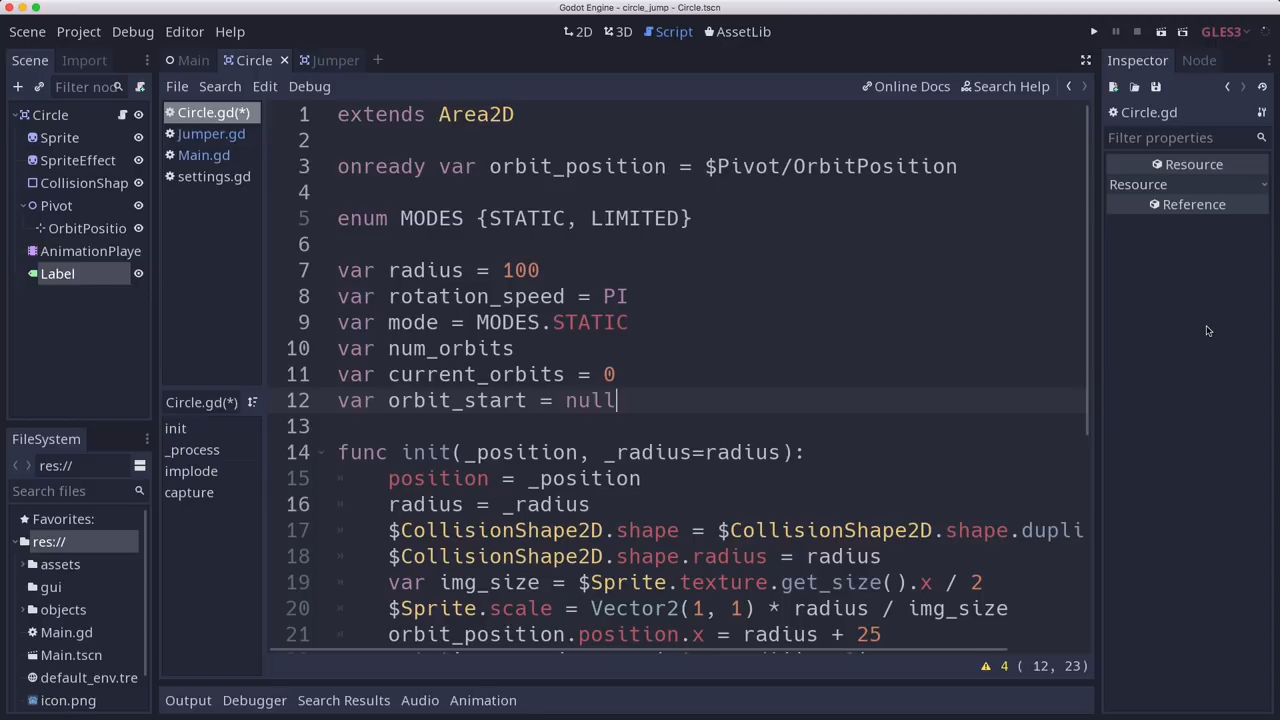 Godot Engine - circle_jump - Circle.tscn
Scene Project Debug Editor Help
2D 3D Script AssetLib
GLES3
Scene Import
Filter nod
Circle
Sprite
SpriteEffect
CollisionShap
Pivot
OrbitPositio
AnimationPlaye
Label
FileSystem
res://
Search files
Favorites:
res://
assets
gui
objects
Main.gd
Main.tscn
default_env.tre
icon.png
Main Circle Jumper
File Search Edit Debug
Online Docs Search Help
Circle.gd(*)
Jumper.gd
Main.gd
settings.gd
Circle.gd(*)
init
_process
implode
capture
1 extends Area2D
2
3 onready var orbit_position = $Pivot/OrbitPosition
4
5 enum MODES {STATIC, LIMITED}
6
7 var radius = 100
8 var rotation_speed = PI
9 var mode = MODES.STATIC
10 var num_orbits
11 var current_orbits = 0
12 var orbit_start = null
13
14 func init(_position, _radius=radius):
15 position = _position
16 radius = _radius
17 $CollisionShape2D.shape = $CollisionShape2D.shape.dupli
18 $CollisionShape2D.shape.radius = radius
19 var img_size = $Sprite.texture.get_size().x / 2
20 $Sprite.scale = Vector2(1, 1) * radius / img_size
21 orbit_position.position.x = radius + 25
4 ( 12, 23)
Output Debugger Search Results Audio Animation
Inspector Node
Circle.gd
Filter properties
Resource
Resource
Reference